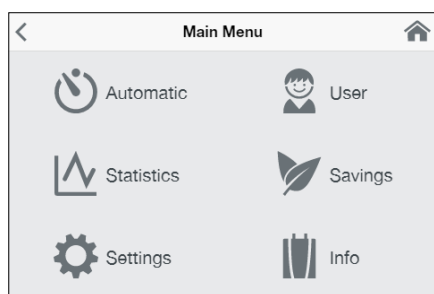 Main Menu
Automatic
User
Statistics
Savings
Settings
Info